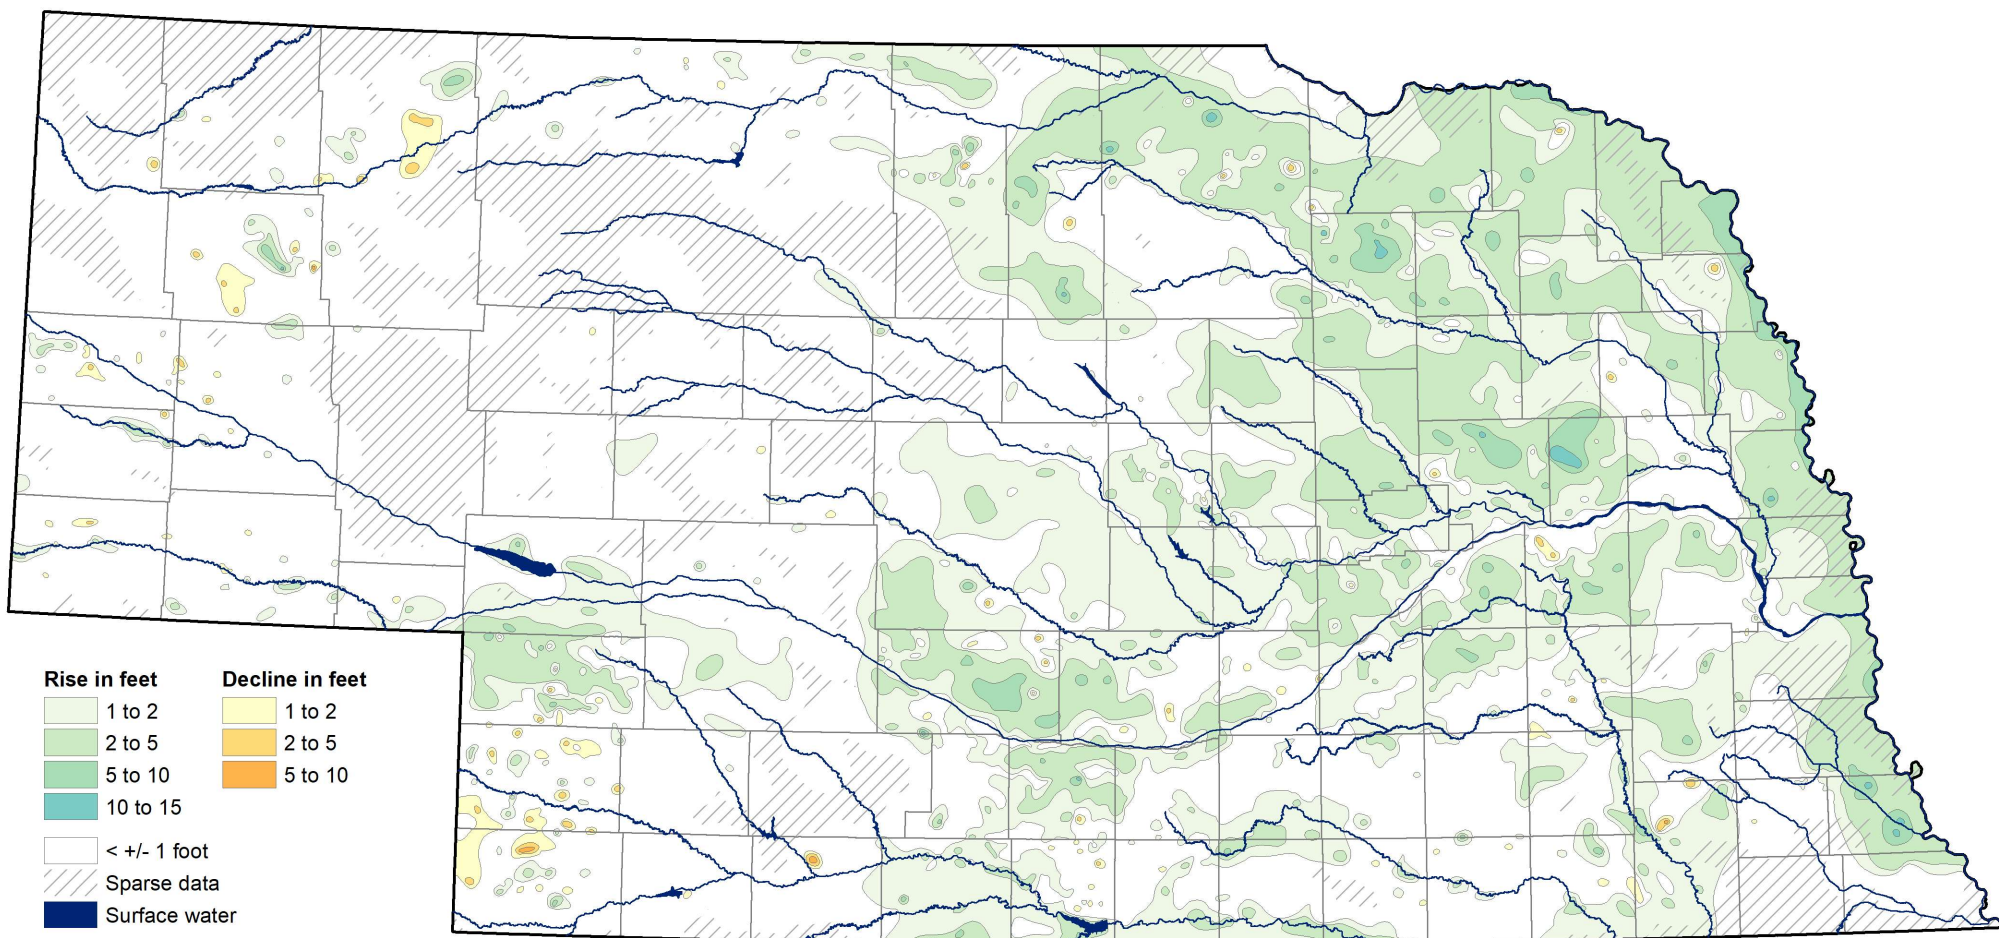 Rise in feet
1 to 2
2 to 5
5 to 10
10 to 15
< +/- 1 foot
Sparse data
Surface water
Decline in feet
1 to 2
2 to 5
5 to 10